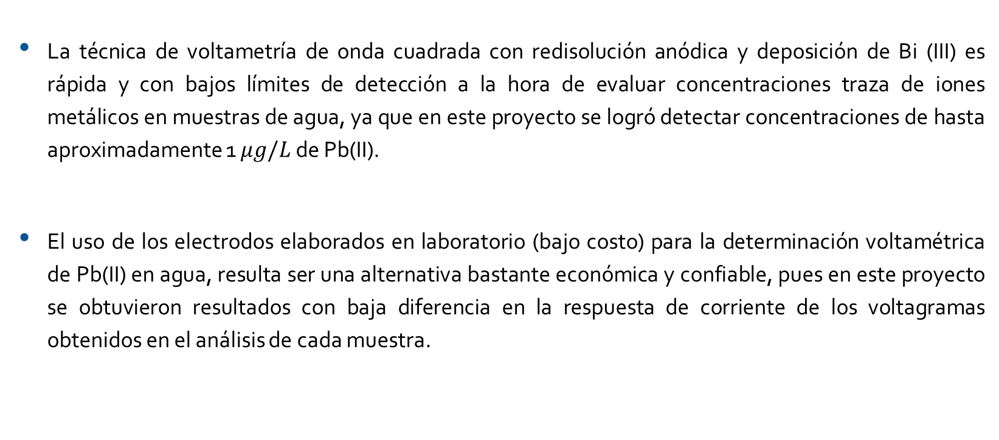 • La técnica de voltametría de onda cuadrada con redisolución anódica y deposición de Bi (III) es
rápida y con bajos límites de detección a la hora de evaluar concentraciones traza de iones
metálicos en muestras de agua, ya que en este proyecto se logró detectar concentraciones de hasta
aproximadamente 1 𝜇𝑔/𝐿 de Pb(II).
• El uso de los electrodos elaborados en laboratorio (bajo costo) para la determinación voltamétrica
de Pb(II) en agua, resulta ser una alternativa bastante económica y confiable, pues en este proyecto
se obtuvieron resultados con baja diferencia en la respuesta de corriente de los voltagramas
obtenidos en el análisis de cada muestra.